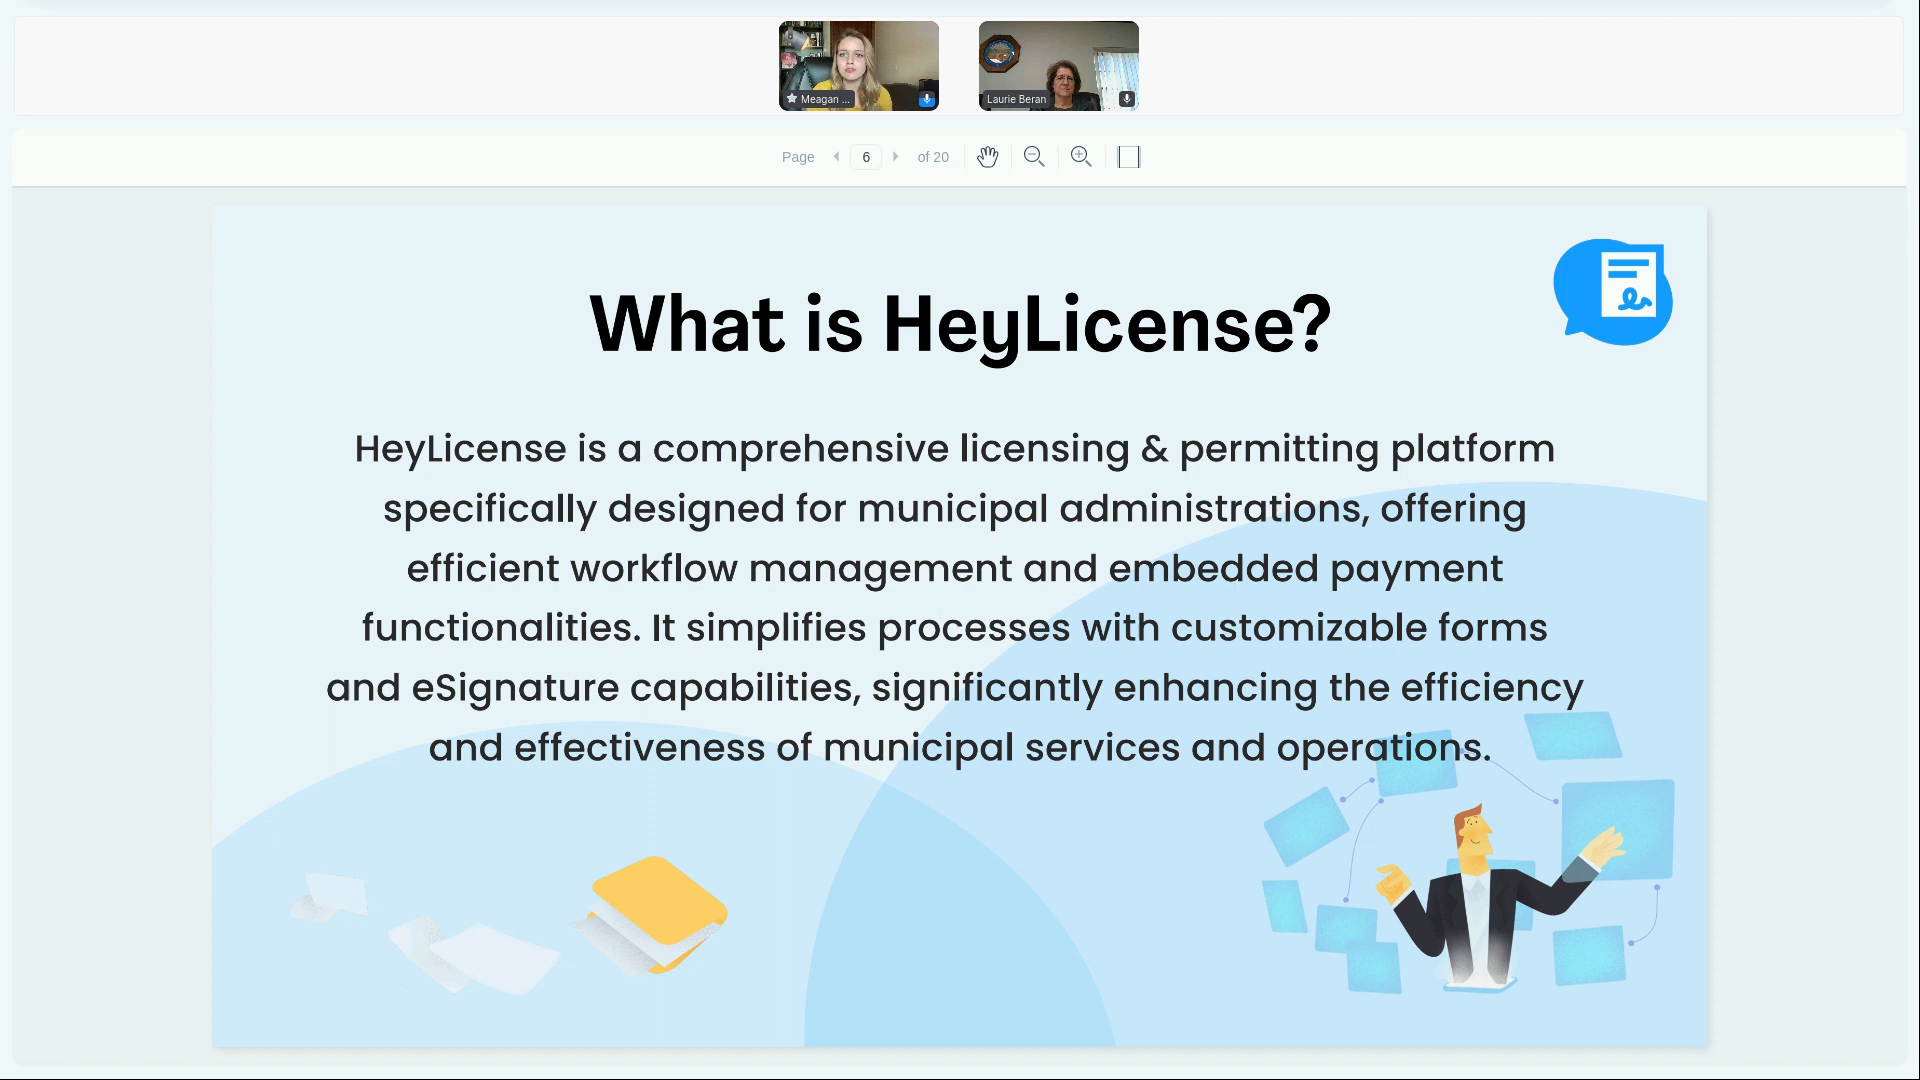 Meagan ...
Laurie Beran
Page 6 of 20
What is HeyLicense?
HeyLicense is a comprehensive licensing & permitting platform
specifically designed for municipal administrations, offering
efficient workflow management and embedded payment
functionalities. It simplifies processes with customizable forms
and eSignature capabilities, significantly enhancing the efficiency
and effectiveness of municipal services and operations.